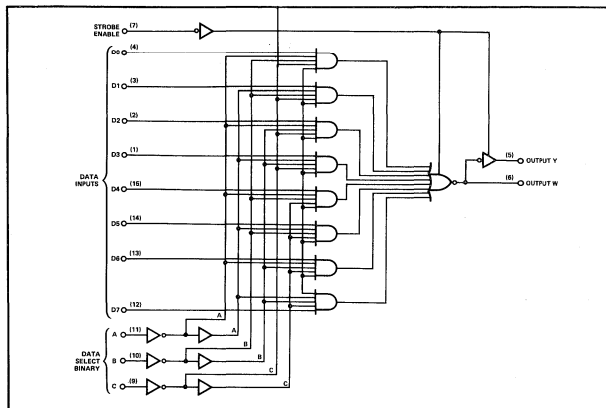 STROBE
ENABLE
(7)
D0 (4)
D1 (3)
D2 (2)
D3 (1)
D4 (15)
D5 (14)
D6 (13)
D7 (12)
DATA
INPUTS
(5)
OUTPUT Y
(6)
OUTPUT W
A (11)
B (10)
C (9)
DATA
SELECT
BINARY
A
A
B
B
C
C